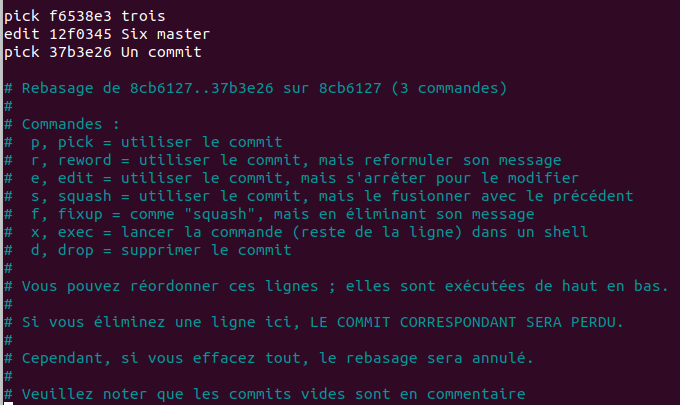 pick f6538e3 trois
edit 12f0345 Six master
pick 37b3e26 Un commit
# Rebasage de 8cb6127..37b3e26 sur 8cb6127 (3 commandes)
#
# Commandes :
#  p, pick = utiliser le commit
#  r, reword = utiliser le commit, mais reformuler son message
#  e, edit = utiliser le commit, mais s'arrêter pour le modifier
#  s, squash = utiliser le commit, mais le fusionner avec le précédent
#  f, fixup = comme "squash", mais en éliminant son message
#  x, exec = lancer la commande (reste de la ligne) dans un shell
#  d, drop = supprimer le commit
#
# Vous pouvez réordonner ces lignes ; elles sont exécutées de haut en bas.
#
# Si vous éliminez une ligne ici, LE COMMIT CORRESPONDANT SERA PERDU.
#
# Cependant, si vous effacez tout, le rebasage sera annulé.
#
# Veuillez noter que les commits vides sont en commentaire